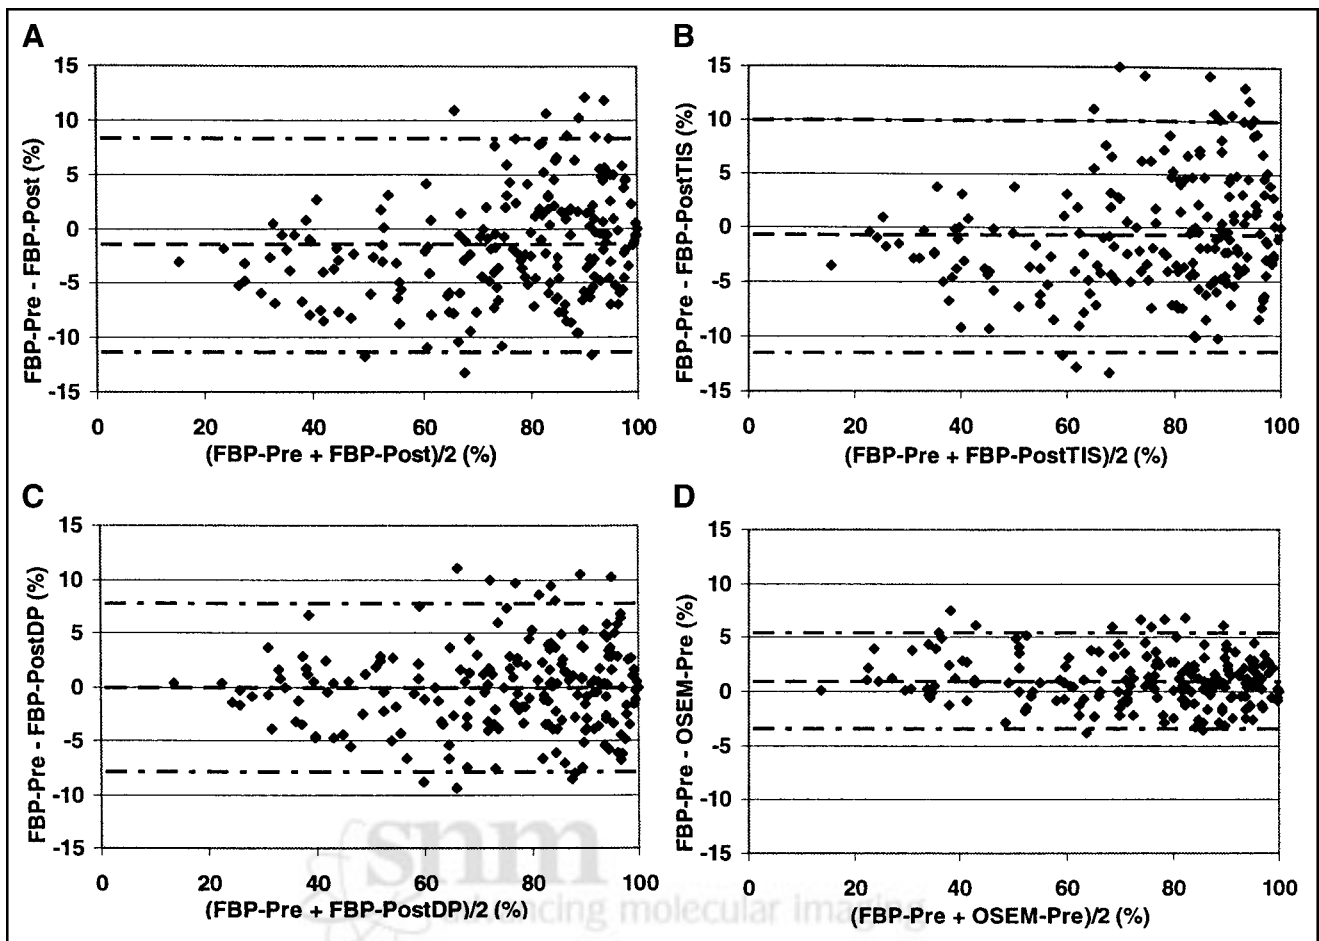 A
B
15
10
5
0
-5
-10
-15
FBP-Pre - FBP-Post (%)
0 20 40 60 80 100
(FBP-Pre + FBP-Post)/2 (%)
15
10
5
0
-5
-10
-15
FBP-Pre - FBP-PostTIS (%)
0 20 40 60 80 100
(FBP-Pre + FBP-PostTIS)/2 (%)
C
D
15
10
5
0
-5
-10
-15
FBP-Pre - FBP-PostDP (%)
0 20 40 60 80 100
(FBP-Pre + FBP-PostDP)/2 (%)
15
10
5
0
-5
-10
-15
FBP-Pre - OSEM-Pre (%)
0 20 40 60 80 100
(FBP-Pre + OSEM-Pre)/2 (%)
snm
advancing molecular imaging